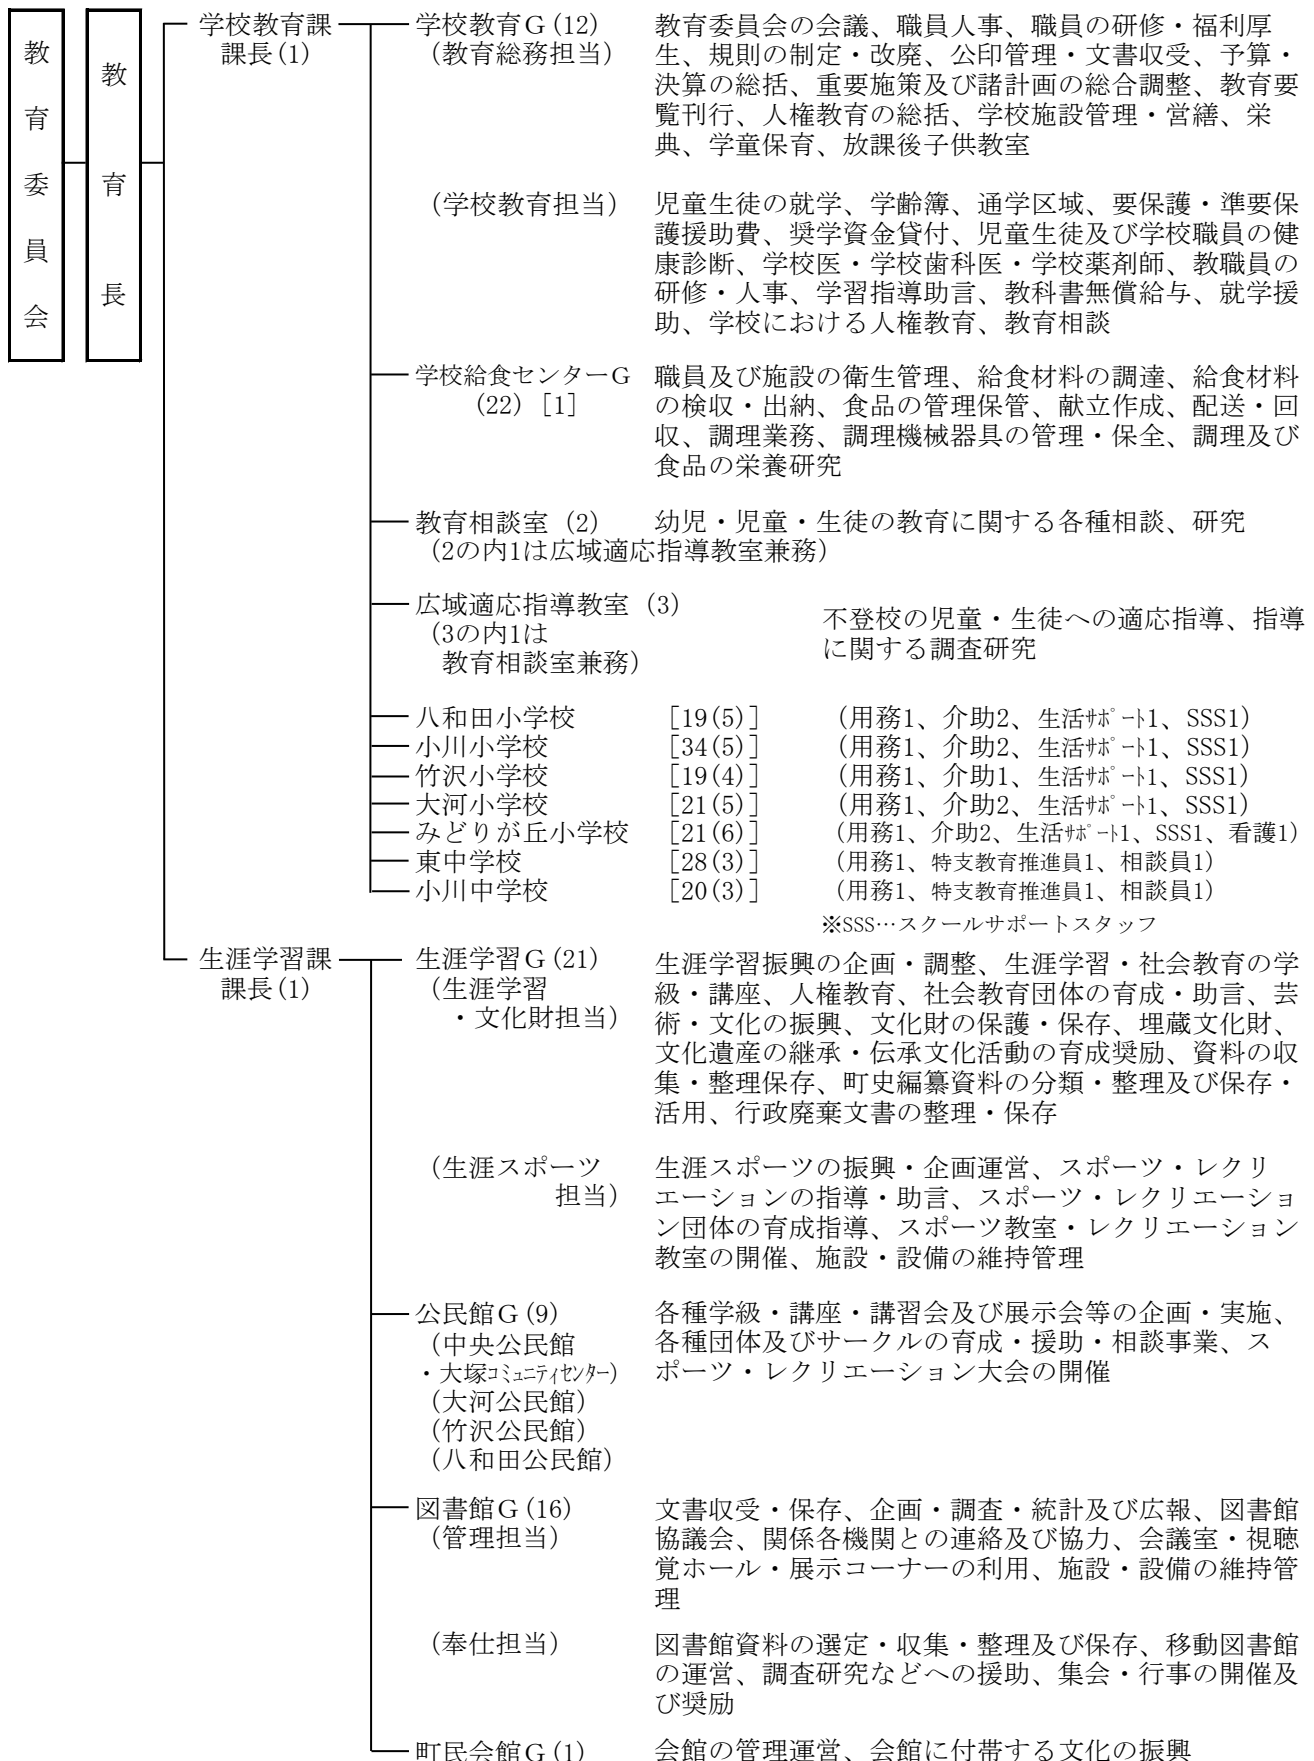 教育委員会
教育長
学校教育課
課長(1)
学校教育G(12)
(教育総務担当)
教育委員会の会議、職員人事、職員の研修・福利厚
生、規則の制定・改廃、公印管理・文書収受、予算・
決算の総括、重要施策及び諸計画の総合調整、教育要
覧刊行、人権教育の総括、学校施設管理・営繕、栄
典、学童保育、放課後子供教室
(学校教育担当)
児童生徒の就学、学齢簿、通学区域、要保護・準要保
護援助費、奨学資金貸付、児童生徒及び学校職員の健
康診断、学校医・学校歯科医・学校薬剤師、教職員の
研修・人事、学習指導助言、教科書無償給与、就学援
助、学校における人権教育、教育相談
学校給食センターG
(22)[1]
職員及び施設の衛生管理、給食材料の調達、給食材料
の検収・出納、食品の管理保管、献立作成、配送・回
収、調理業務、調理機械器具の管理・保全、調理及び
食品の栄養研究
教育相談室(2) 幼児・児童・生徒の教育に関する各種相談、研究
(2の内1は広域適応指導教室兼務)
広域適応指導教室(3)
(3の内1は
教育相談室兼務)
不登校の児童・生徒への適応指導、指導
に関する調査研究
八和田小学校 [19(5)] (用務1、介助2、生活ｻﾎﾟｰﾄ1、SSS1)
小川小学校 [34(5)] (用務1、介助2、生活ｻﾎﾟｰﾄ1、SSS1)
竹沢小学校 [19(4)] (用務1、介助1、生活ｻﾎﾟｰﾄ1、SSS1)
大河小学校 [21(5)] (用務1、介助2、生活ｻﾎﾟｰﾄ1、SSS1)
みどりが丘小学校 [21(6)] (用務1、介助2、生活ｻﾎﾟｰﾄ1、SSS1、看護1)
東中学校 [28(3)] (用務1、特支教育推進員1、相談員1)
小川中学校 [20(3)] (用務1、特支教育推進員1、相談員1)
※SSS…スクールサポートスタッフ
生涯学習課
課長(1)
生涯学習G(21)
(生涯学習
・文化財担当)
生涯学習振興の企画・調整、生涯学習・社会教育の学
級・講座、人権教育、社会教育団体の育成・助言、芸
術・文化の振興、文化財の保護・保存、埋蔵文化財、
文化遺産の継承・伝承文化活動の育成奨励、資料の収
集・整理保存、町史編纂資料の分類・整理及び保存・
活用、行政廃棄文書の整理・保存
(生涯スポーツ
担当)
生涯スポーツの振興・企画運営、スポーツ・レクリ
エーションの指導・助言、スポーツ・レクリエーショ
ン団体の育成指導、スポーツ教室・レクリエーション
教室の開催、施設・設備の維持管理
公民館G(9)
(中央公民館
・大塚ｺﾐｭﾆﾃｨｾﾝﾀｰ)
(大河公民館)
(竹沢公民館)
(八和田公民館)
各種学級・講座・講習会及び展示会等の企画・実施、
各種団体及びサークルの育成・援助・相談事業、ス
ポーツ・レクリエーション大会の開催
図書館G(16)
(管理担当)
文書収受・保存、企画・調査・統計及び広報、図書館
協議会、関係各機関との連絡及び協力、会議室・視聴
覚ホール・展示コーナーの利用、施設・設備の維持管
理
(奉仕担当)
図書館資料の選定・収集・整理及び保存、移動図書館
の運営、調査研究などへの援助、集会・行事の開催及
び奨励
町民会館G(1) 会館の管理運営、会館に付帯する文化の振興